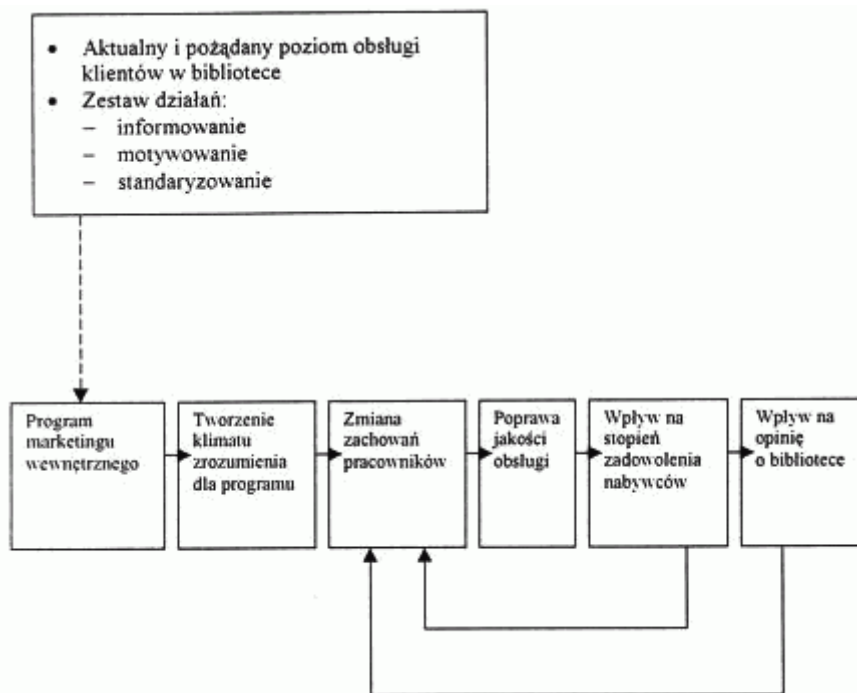 • Aktualny i pożądany poziom obsługi
klientów w bibliotece
• Zestaw działań:
– informowanie
– motywowanie
– standaryzowanie
Program
marketingu
wewnętrznego
Tworzenie
klimatu
zrozumienia
dla programu
Zmiana
zachowań
pracowników
Poprawa
jakości
obsługi
Wpływ na
stopień
zadowolenia
nabywców
Wpływ na
opinię
o bibliotece